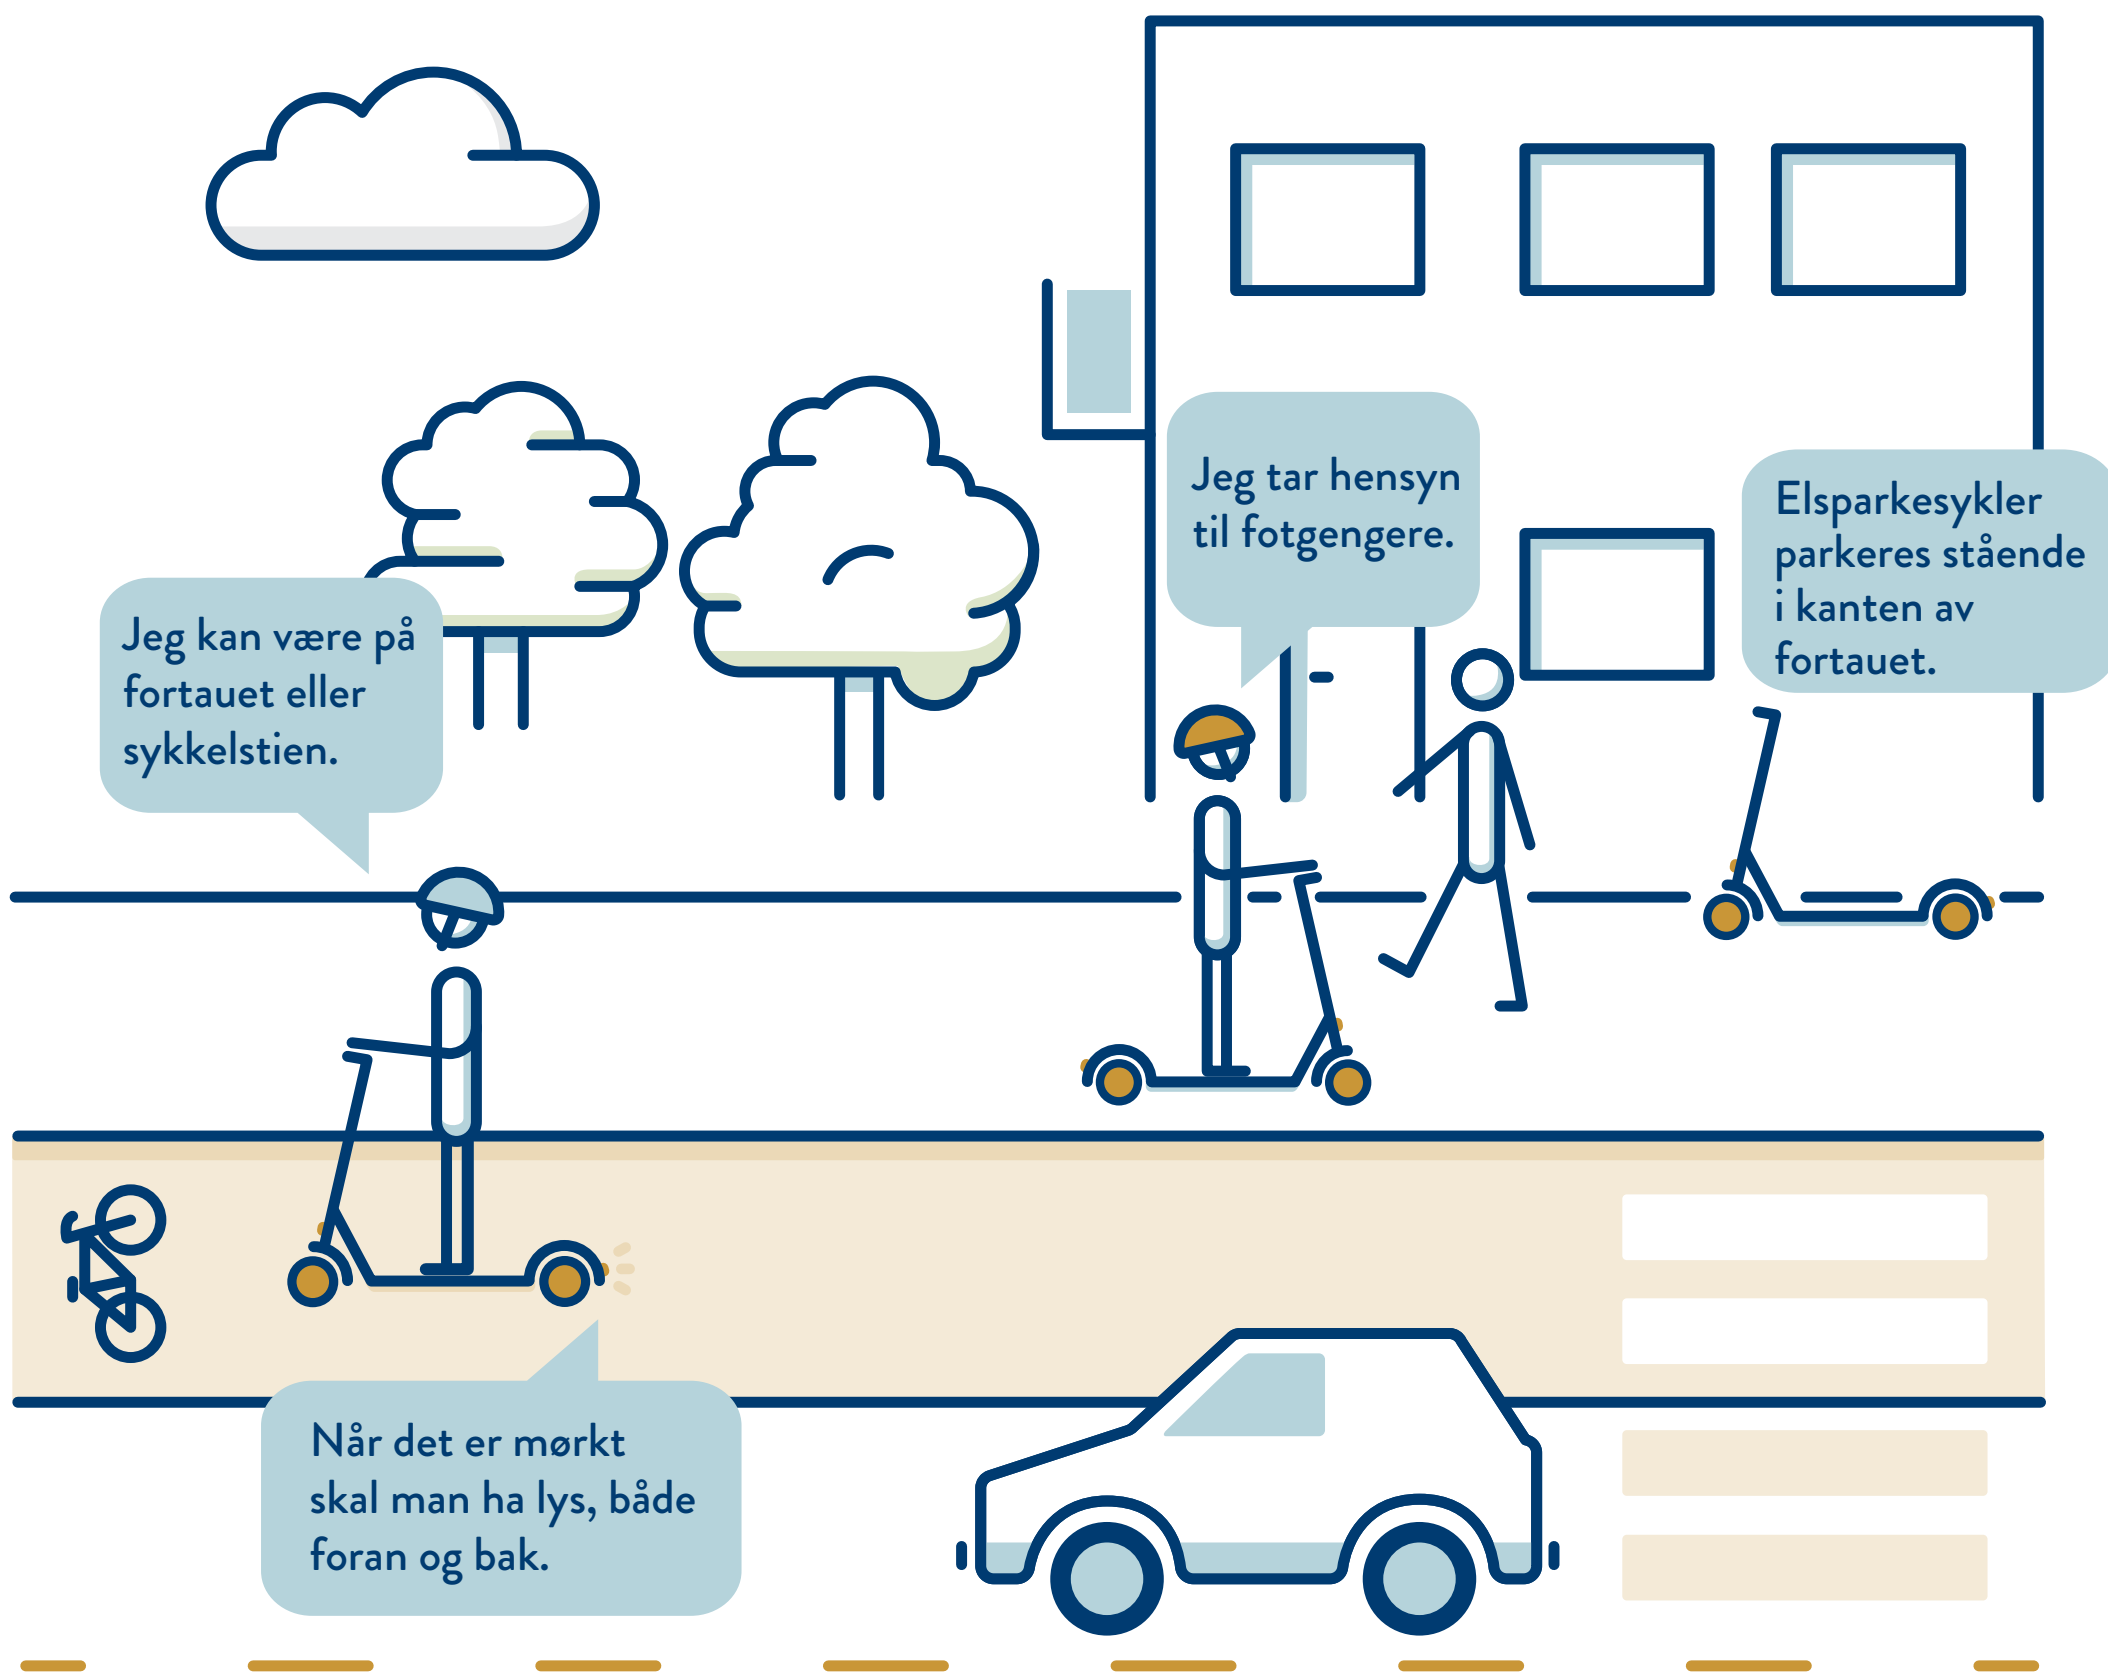 Jeg tar hensyn
til fotgengere.
Elsparkesykler
parkeres stående
i kanten av
fortauet.
Jeg kan være på
fortauet eller
sykkelstien.
Når det er mørkt
skal man ha lys, både
foran og bak.